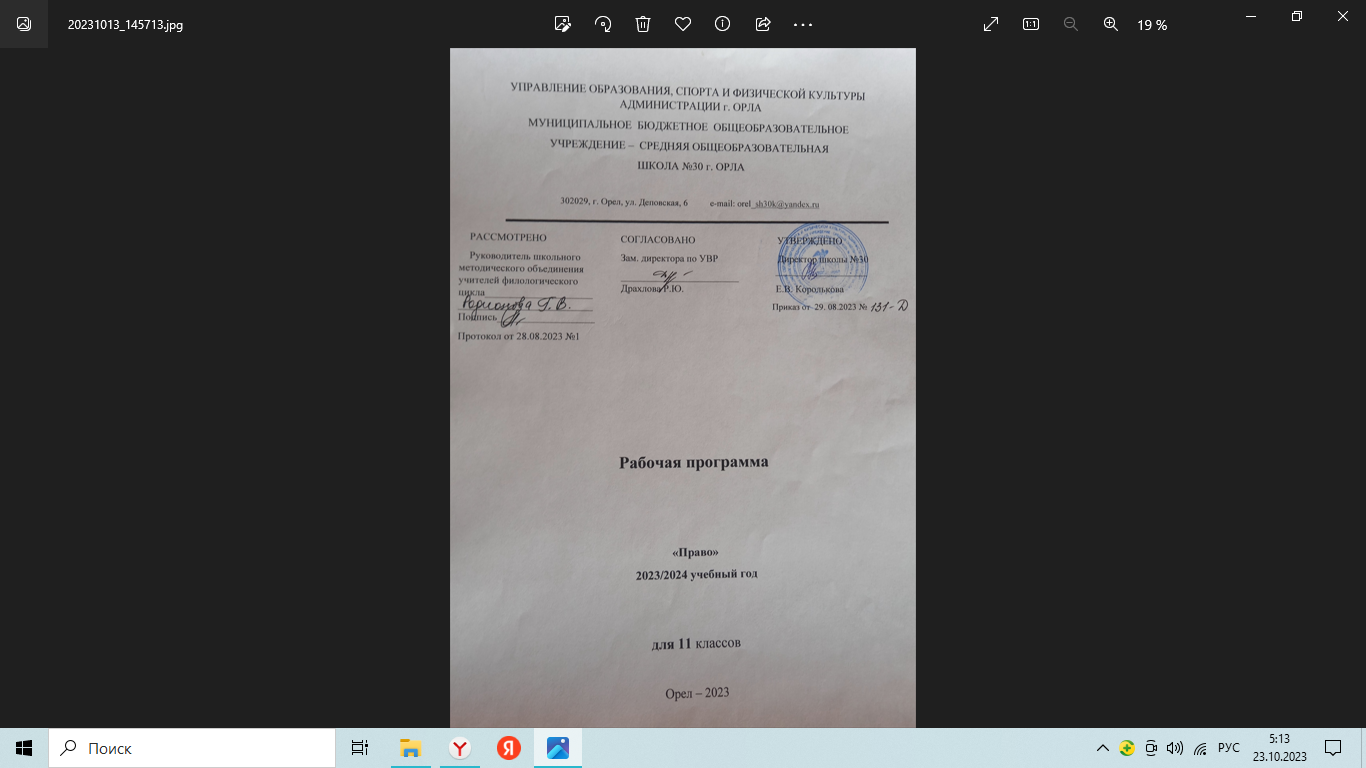 20231013_145713.jpg
19 %
УПРАВЛЕНИЕ ОБРАЗОВАНИЯ, СПОРТА И ФИЗИЧЕСКОЙ КУЛЬТУРЫ
АДМИНИСТРАЦИИ г. ОРЛА
МУНИЦИПАЛЬНОЕ БЮДЖЕТНОЕ ОБЩЕОБРАЗОВАТЕЛЬНОЕ
УЧРЕЖДЕНИЕ – СРЕДНЯЯ ОБЩЕОБРАЗОВАТЕЛЬНАЯ
ШКОЛА №30 г. ОРЛА
302029, г. Орел, ул. Деповская, 6 e-mail: orel_sh30k@yandex.ru
РАССМОТРЕНО
Руководитель школьного
методического объединения
учителей филологического
цикла
Родионова Г. В.
Подпись
Протокол от 28.08.2023 №1
СОГЛАСОВАНО
Зам. директора по УВР
Драхлова Р.Ю.
УТВЕРЖДЕНО
Директор школы №30
Е.В. Королькова
Приказ от 29. 08.2023 № 131-Д
Рабочая программа
«Право»
2023/2024 учебный год
для 11 классов
Орел – 2023
Поиск
РУС
5:13
23.10.2023